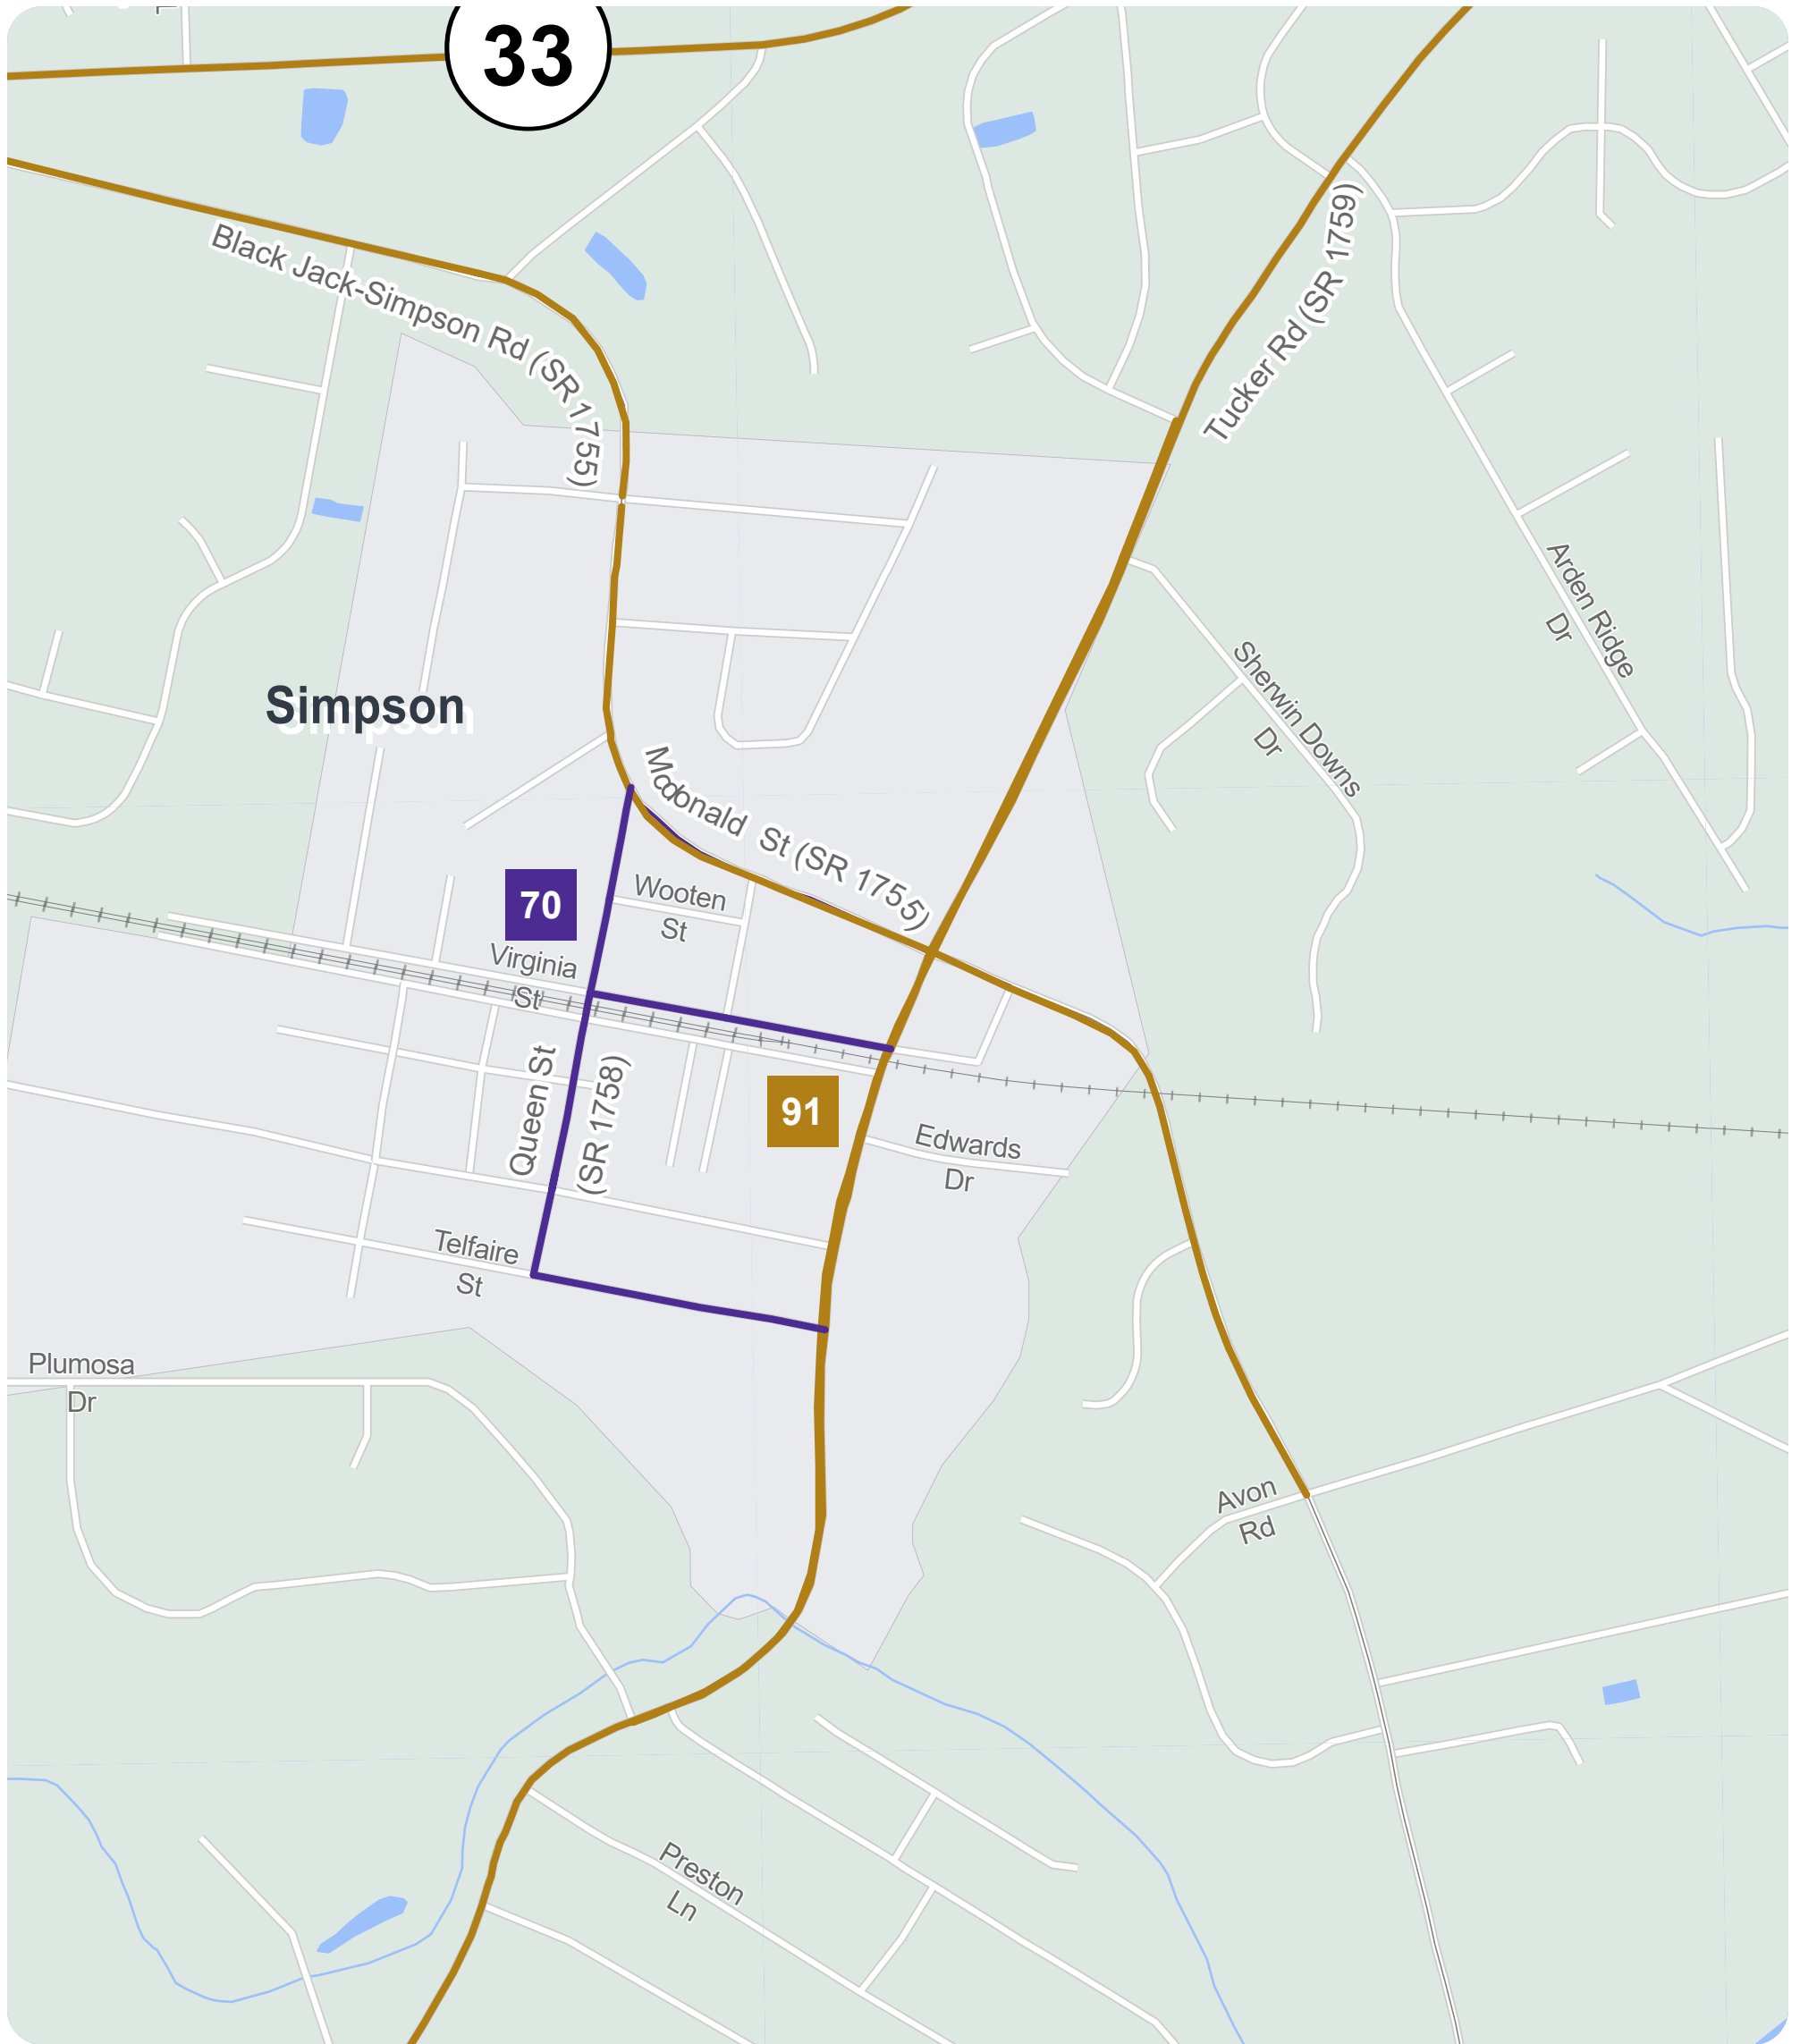 33
Black Jack-Simpson Rd (SR 1755)
Tucker Rd (SR 1759)
Arden Ridge
Dr
Sherwin Downs
Dr
Simpson
Mcdonald St (SR 1755)
70
Wooten
St
Virginia
St
Queen St
(SR 1758)
91
Edwards
Dr
Telfaire
St
Plumosa
Dr
Avon
Rd
Preston
Ln